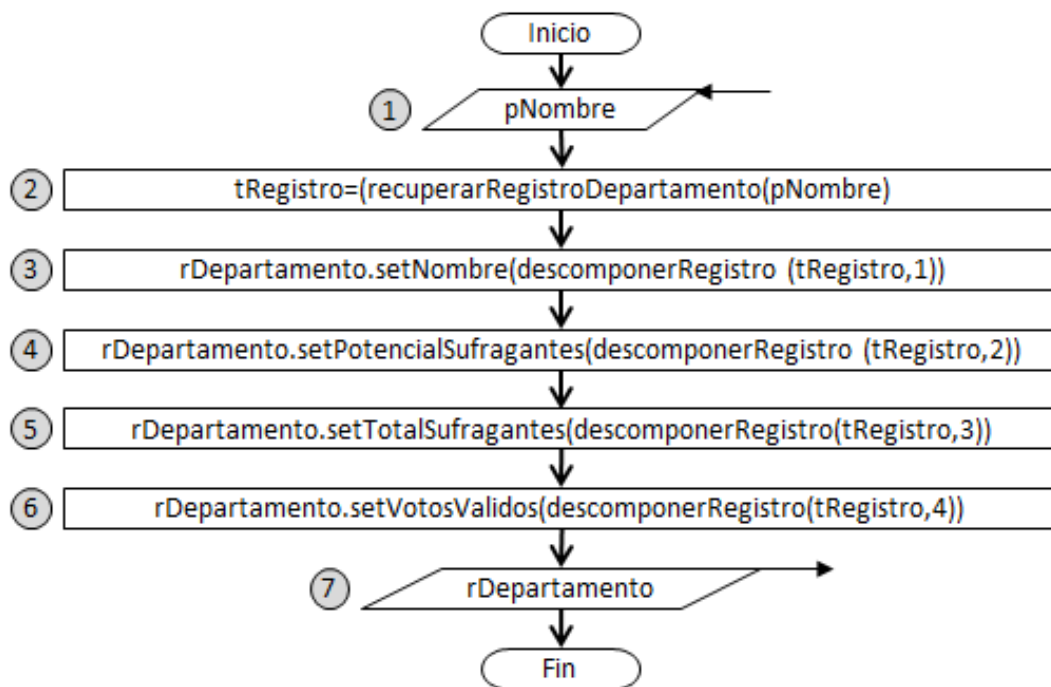 Inicio
1 pNombre
2 tRegistro=(recuperarRegistroDepartamento(pNombre)
3 rDepartamento.setNombre(descomponerRegistro (tRegistro,1))
4 rDepartamento.setPotencialSufragantes(descomponerRegistro (tRegistro,2))
5 rDepartamento.setTotalSufragantes(descomponerRegistro(tRegistro,3))
6 rDepartamento.setVotosValidos(descomponerRegistro(tRegistro,4))
7 rDepartamento
Fin